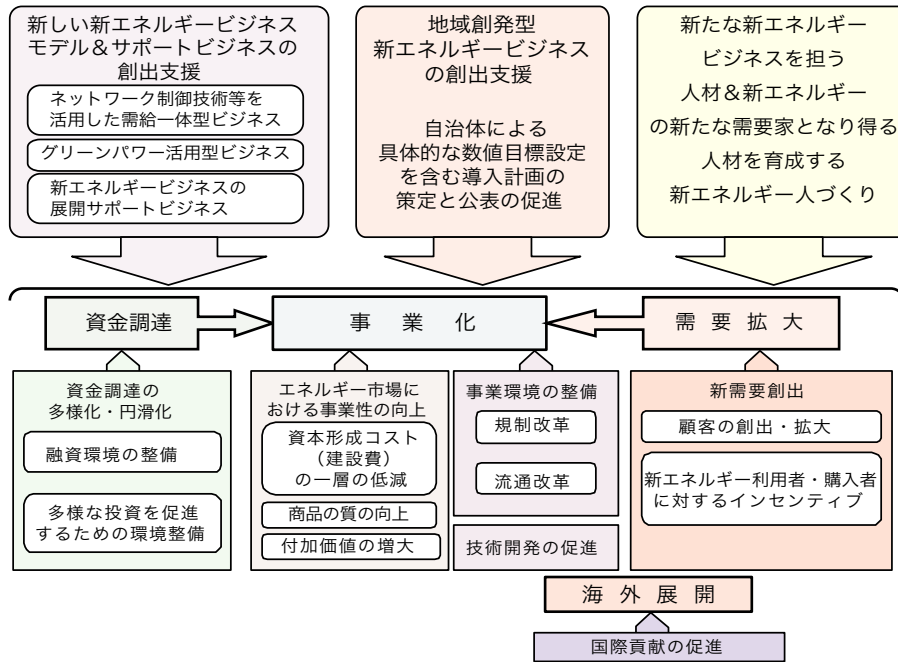 新しい新エネルギービジネス
モデル＆サポートビジネスの
創出支援
ネットワーク制御技術等を
活用した需給一体型ビジネス
グリーンパワー活用型ビジネス
新エネルギービジネスの
展開サポートビジネス
地域創発型
新エネルギービジネス
の創出支援
自治体による
具体的な数値目標設定
を含む導入計画の
策定と公表の促進
新たな新エネルギー
ビジネスを担う
人材＆新エネルギー
の新たな需要家となり得る
人材を育成する
新エネルギー人づくり
資金調達
事業化
需要拡大
資金調達の
多様化・円滑化
融資環境の整備
多様な投資を促進
するための環境整備
エネルギー市場に
おける事業性の向上
資本形成コスト
（建設費）
の一層の低減
商品の質の向上
付加価値の増大
事業環境の整備
規制改革
流通改革
技術開発の促進
新需要創出
顧客の創出・拡大
新エネルギー利用者・購入者
に対するインセンティブ
海外展開
国際貢献の促進